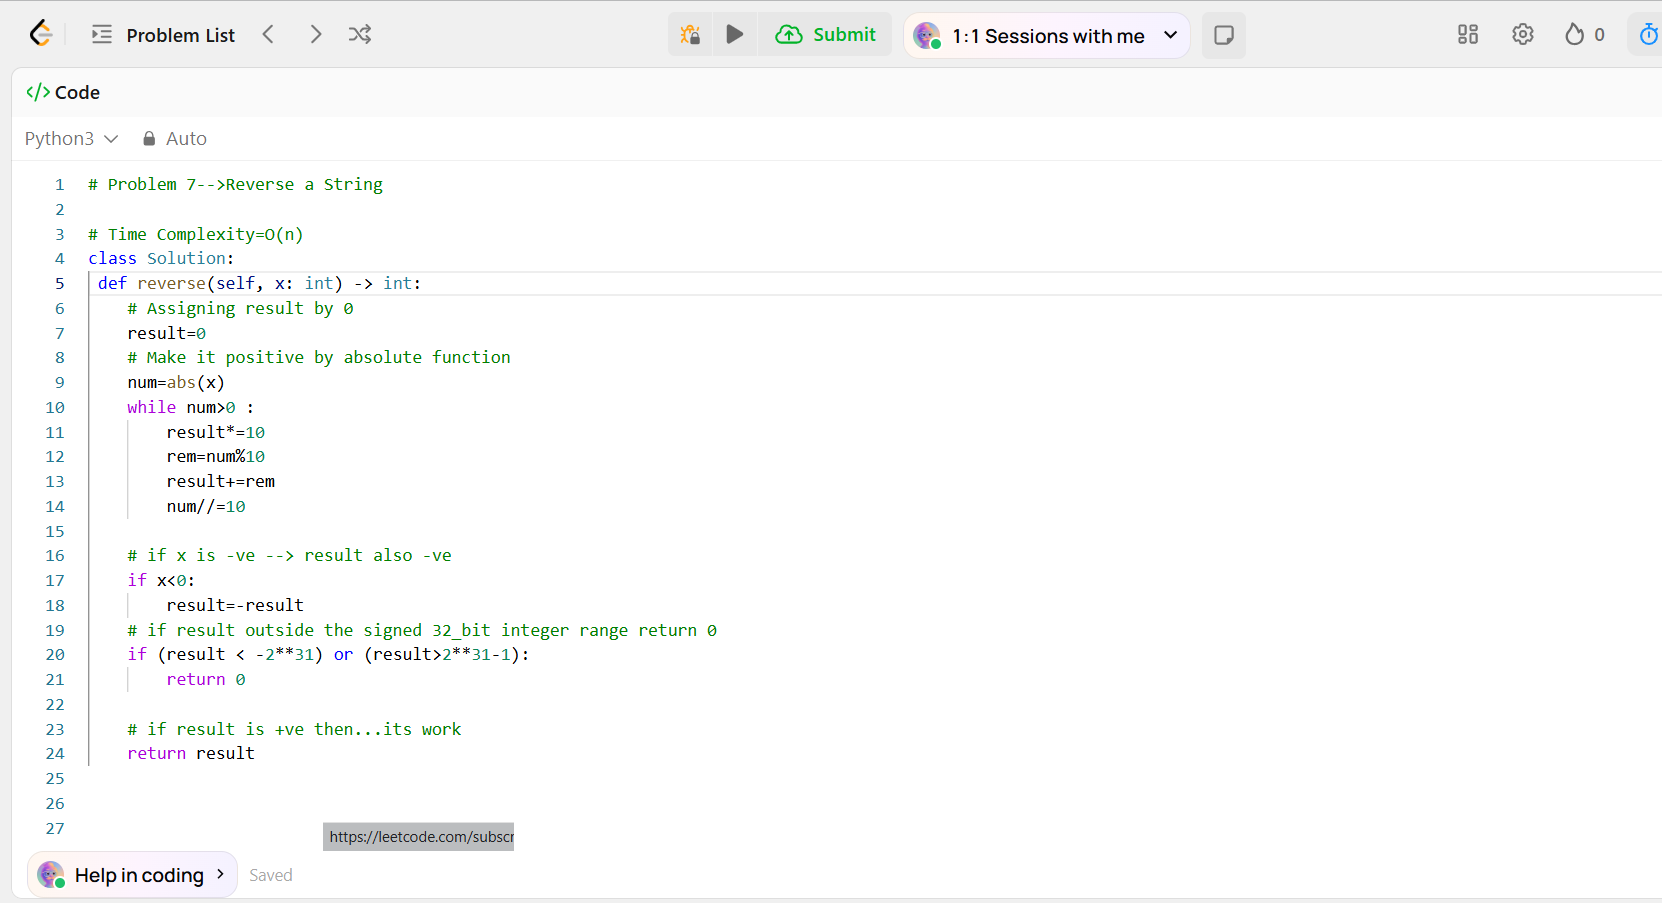 Problem List
Submit
1:1 Sessions with me
0
</> Code
Python3
Auto
1 # Problem 7-->Reverse a String
2
3 # Time Complexity=O(n)
4 class Solution:
5 def reverse(self, x: int) -> int:
6 # Assigning result by 0
7 result=0
8 # Make it positive by absolute function
9 num=abs(x)
10 while num>0 :
11 result*=10
12 rem=num%10
13 result+=rem
14 num//=10
15
16 # if x is -ve --> result also -ve
17 if x<0:
18 result=-result
19 # if result outside the signed 32_bit integer range return 0
20 if (result < -2**31) or (result>2**31-1):
21 return 0
22
23 # if result is +ve then...its work
24 return result
25
26
27
https://leetcode.com/subscr
Help in coding
Saved